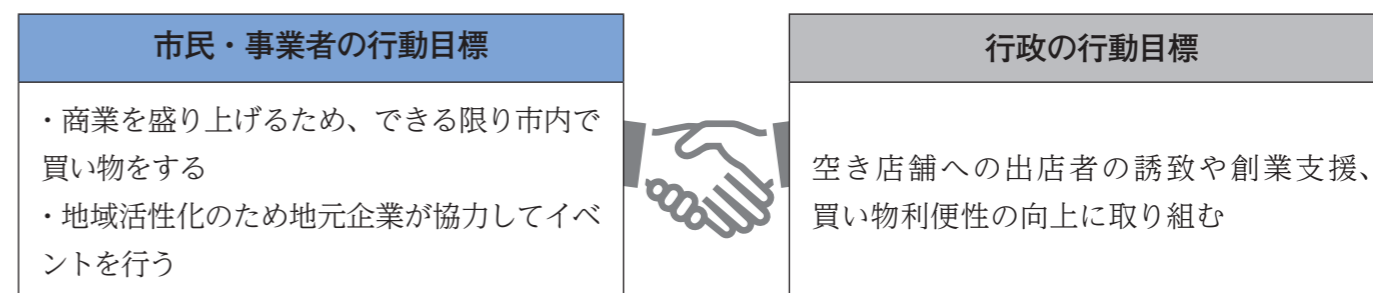 市民・事業者の行動目標
・商業を盛り上げるため、できる限り市内で
買い物をする
・地域活性化のため地元企業が協力してイベ
ントを行う
行政の行動目標
空き店舗への出店者の誘致や創業支援、
買い物利便性の向上に取り組む